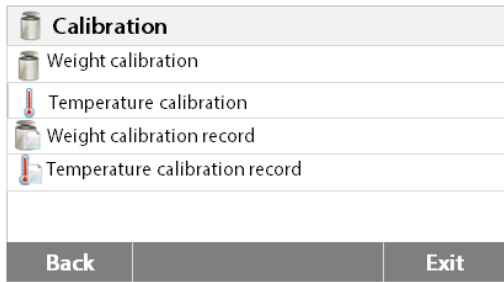 Calibration
Weight calibration
Temperature calibration
Weight calibration record
Temperature calibration record
Back
Exit